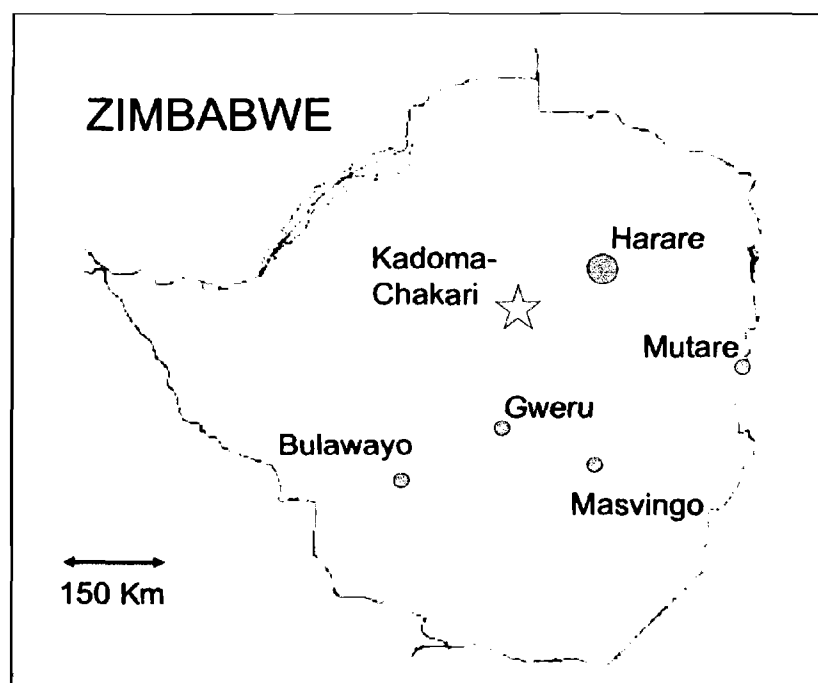 ZIMBABWE
Harare
Kadoma-
Chakari
Mutare
Gweru
Bulawayo
Masvingo
150 Km